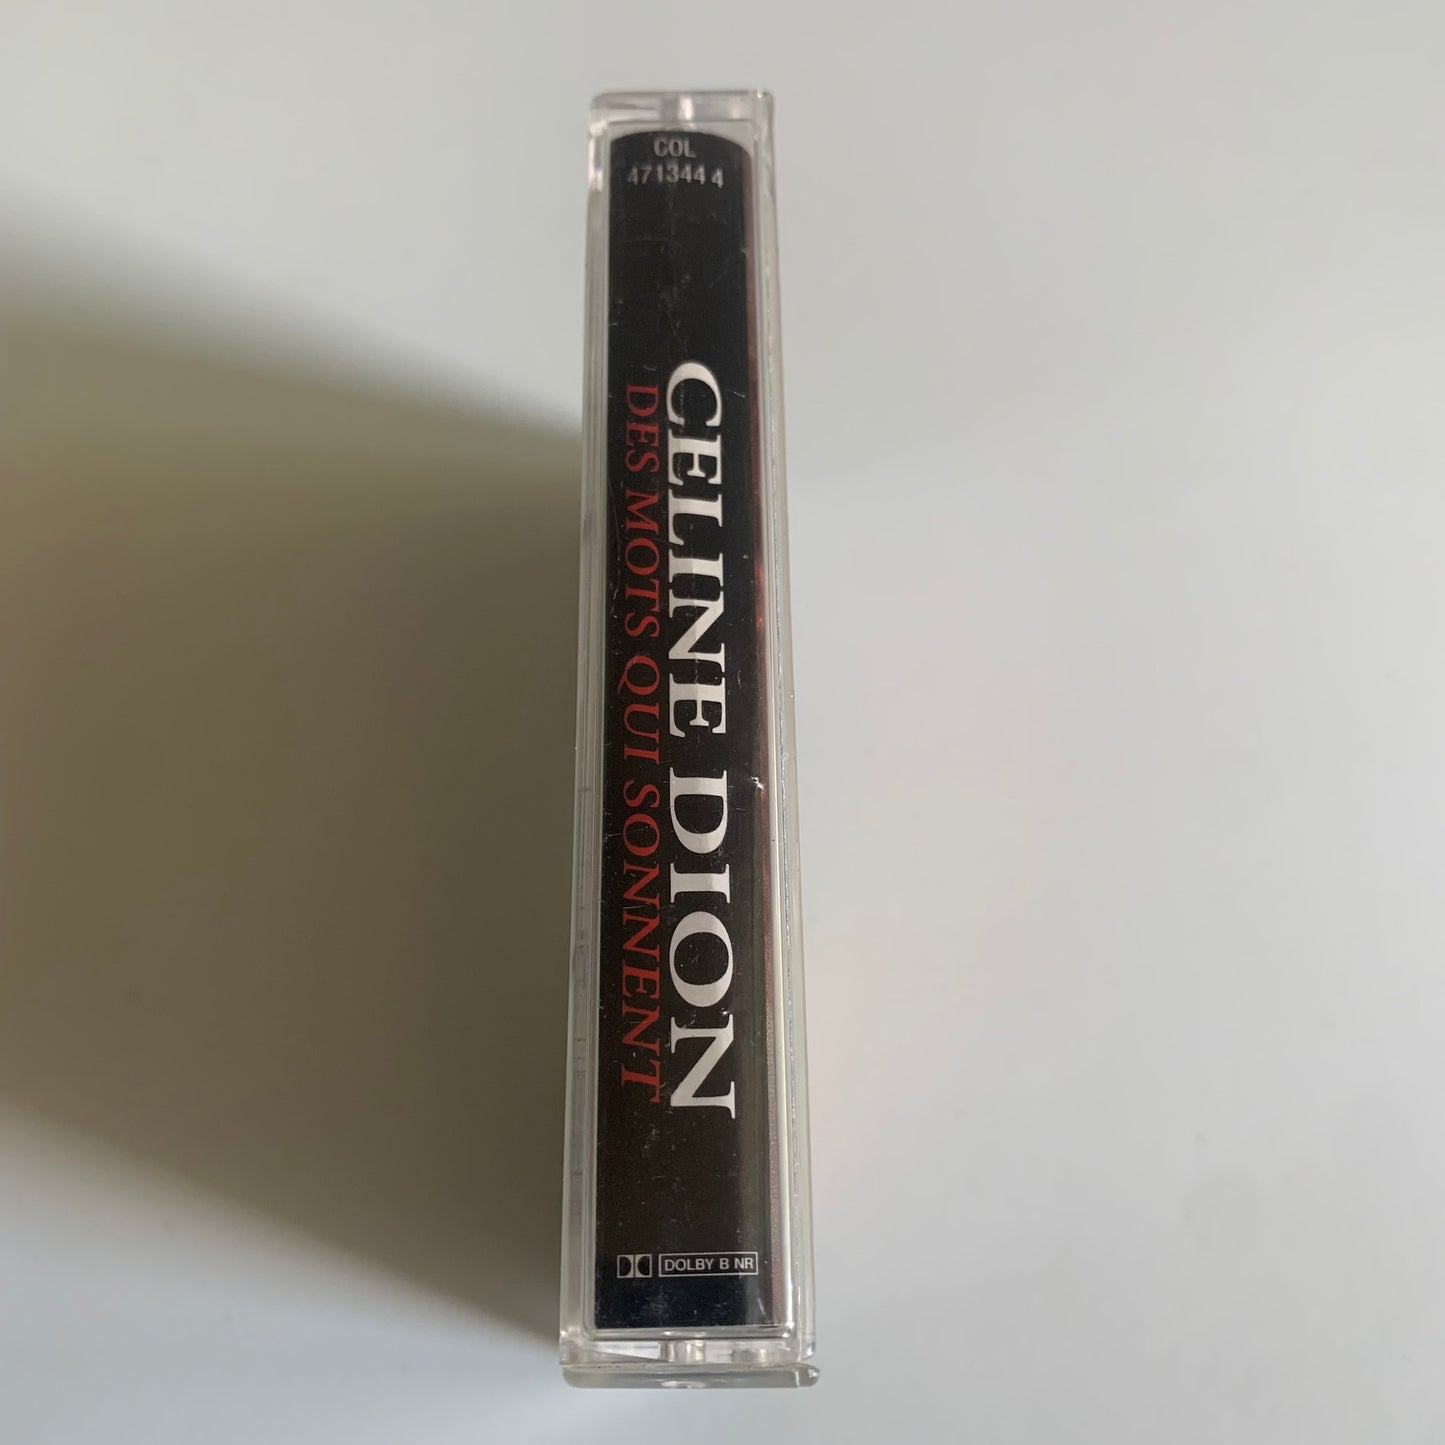 COL
471344 4
CELINE DION
DES MOTS QUI SONNENT
DOLBY B NR